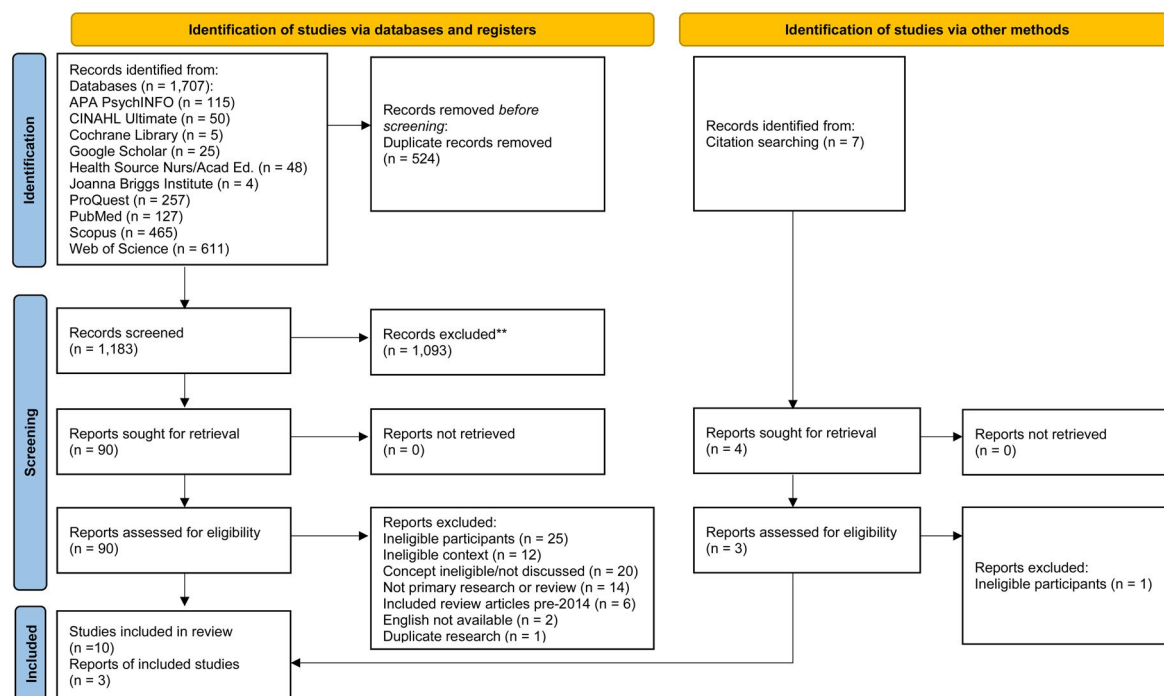 Identification of studies via databases and registers
Identification of studies via other methods
Identification
Records identified from:
Databases (n = 1,707):
APA PsychINFO (n = 115)
CINAHL Ultimate (n = 50)
Cochrane Library (n = 5)
Google Scholar (n = 25)
Health Source Nurs/Acad Ed. (n = 48)
Joanna Briggs Institute (n = 4)
ProQuest (n = 257)
PubMed (n = 127)
Scopus (n = 465)
Web of Science (n = 611)
Records removed before
screening:
Duplicate records removed
(n = 524)
Records identified from:
Citation searching (n = 7)
Screening
Records screened
(n = 1,183)
Records excluded**
(n = 1,093)
Reports sought for retrieval
(n = 90)
Reports not retrieved
(n = 0)
Reports sought for retrieval
(n = 4)
Reports not retrieved
(n = 0)
Reports assessed for eligibility
(n = 90)
Reports excluded:
Ineligible participants (n = 25)
Ineligible context (n = 12)
Concept ineligible/not discussed (n = 20)
Not primary research or review (n = 14)
Included review articles pre-2014 (n = 6)
English not available (n = 2)
Duplicate research (n = 1)
Reports assessed for eligibility
(n = 3)
Reports excluded:
Ineligible participants (n = 1)
Included
Studies included in review
(n =10)
Reports of included studies
(n = 3)